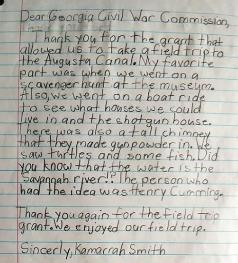 Dear Georgia Civil War Commission,
Thank you for the grant that
allowed us to take a field trip to
the Augusta Canal. My favorite
part was when we went on a
scavenger hunt at the museum.
Also, we went on a boat ride
to see what houses we could
live in and the shotgun house.
There was also a tall chimney
that they made gunpowder in. We
saw turtles and some fish. Did
you know that the water is the
Savannah river!! The person who
had the idea was Henry Cumming.
Thank you again for the field trip
grant. We enjoyed our field trip.
Sincerely, Kamarrah Smith